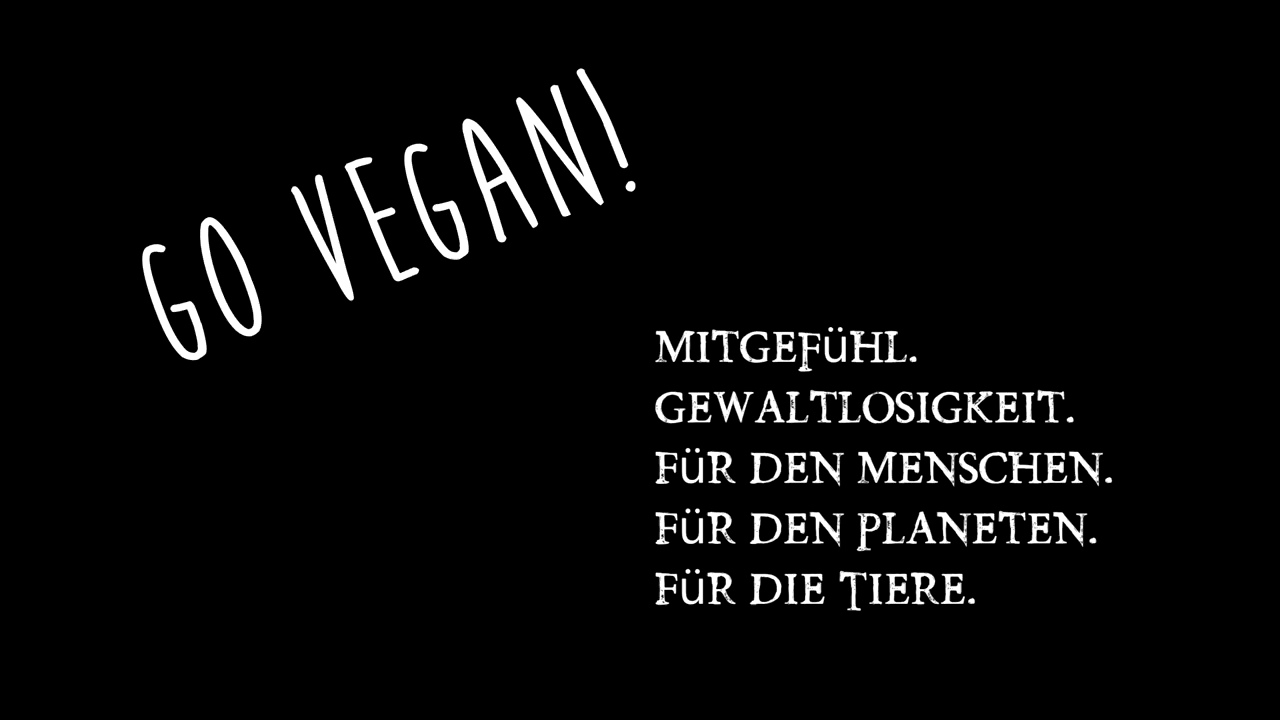 GO VEGAN!
MITGEFÜHL.
GEWALTLOSIGKEIT.
FÜR DEN MENSCHEN.
FÜR DEN PLANETEN.
FÜR DIE TIERE.